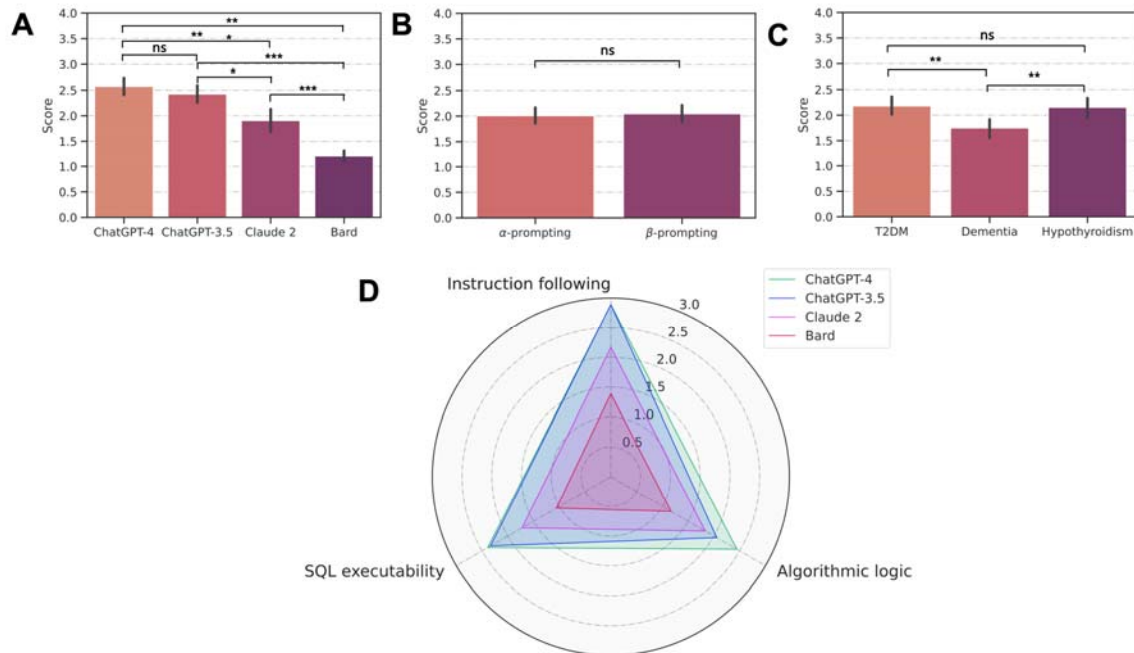 A
Score
4.0
3.5
3.0
2.5
2.0
1.5
1.0
0.5
0.0
**
**
*
ns
***
*
***
ChatGPT-4 ChatGPT-3.5 Claude 2 Bard
B
Score
4.0
3.5
3.0
2.5
2.0
1.5
1.0
0.5
0.0
ns
α-prompting β-prompting
C
Score
4.0
3.5
3.0
2.5
2.0
1.5
1.0
0.5
0.0
ns
**
**
T2DM Dementia Hypothyroidism
D
Instruction following
3.0
2.5
2.0
1.5
1.0
0.5
SQL executability
Algorithmic logic
ChatGPT-4
ChatGPT-3.5
Claude 2
Bard